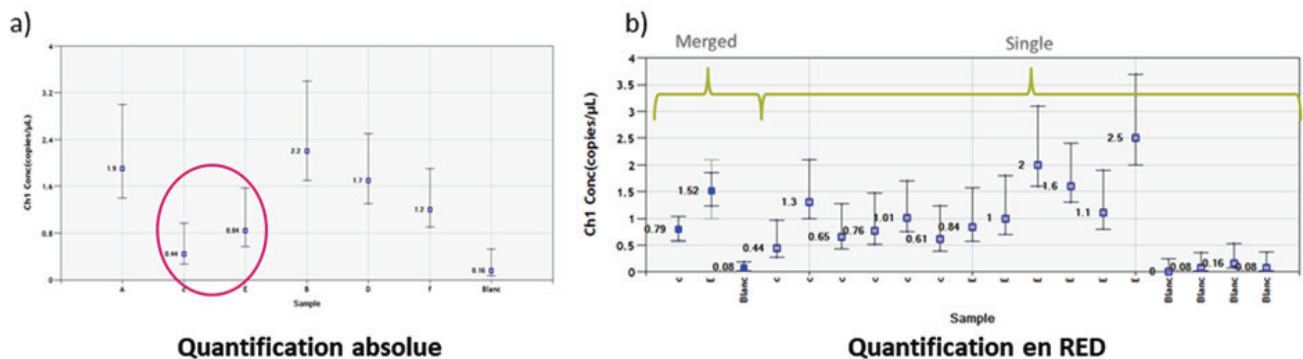 a)
4
3.2
2.4
1.6
0.8
0
Ch1 Conc(copies/µL)
1.9
0.44
0.84
2.2
1.7
1.2
0.16
A
C
E
B
D
F
Blanc
Sample
Quantification absolue
b)
Merged
Single
4
3.5
3
2.5
2
1.5
1
0.5
0
Ch1 Conc(copies/µL)
0.79
1.52
0.08
0.44
1.3
0.65
0.76
1.01
0.61
0.84
1
2
1.6
1.1
2.5
0
0.08
0.16
0.08
C
E
Blanc
C
C
C
C
C
C
E
E
E
E
E
E
Blanc
Blanc
Blanc
Blanc
Sample
Quantification en RED